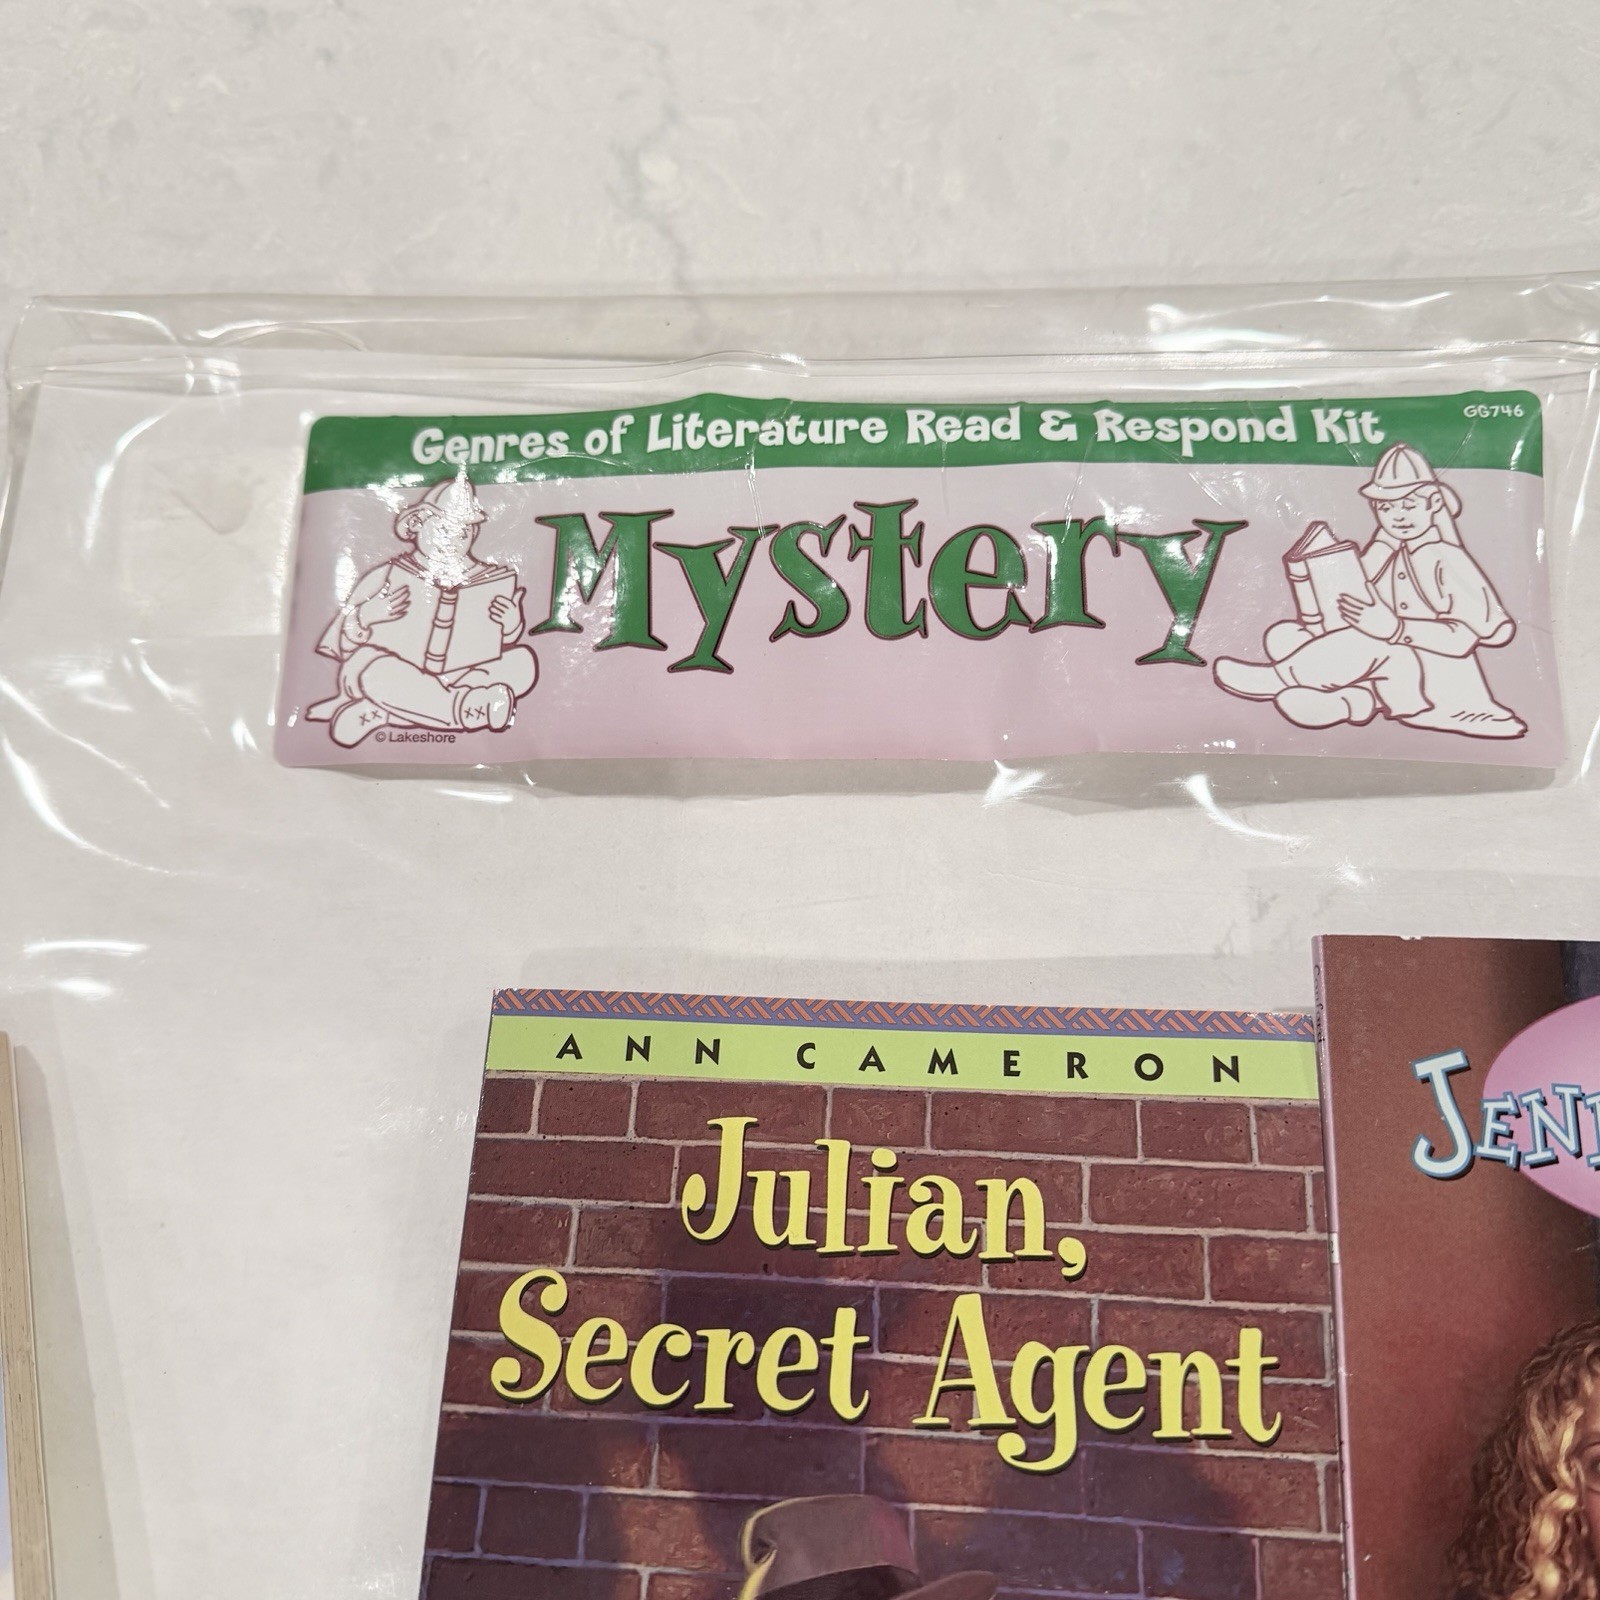 Genres of Literature Read & Respond Kit
GG746
Mystery
© Lakeshore
ANN CAMERON
Julian,
Secret Agent